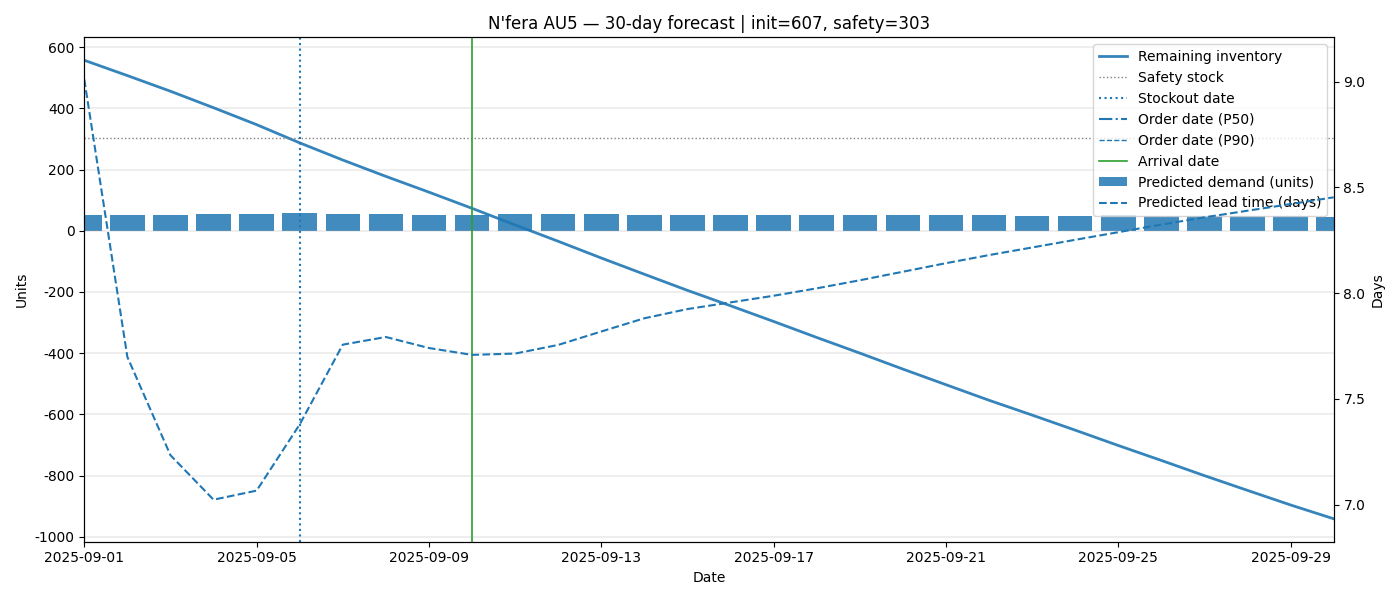 N'fera AU5 — 30-day forecast | init=607, safety=303
600
400
200
0
-200
-400
-600
-800
-1000
Units
Remaining inventory
Safety stock
Stockout date
Order date (P50)
Order date (P90)
Arrival date
Predicted demand (units)
Predicted lead time (days)
9.0
8.5
8.0
7.5
7.0
Days
2025-09-01 2025-09-05 2025-09-09 2025-09-13 2025-09-17 2025-09-21 2025-09-25 2025-09-29
Date